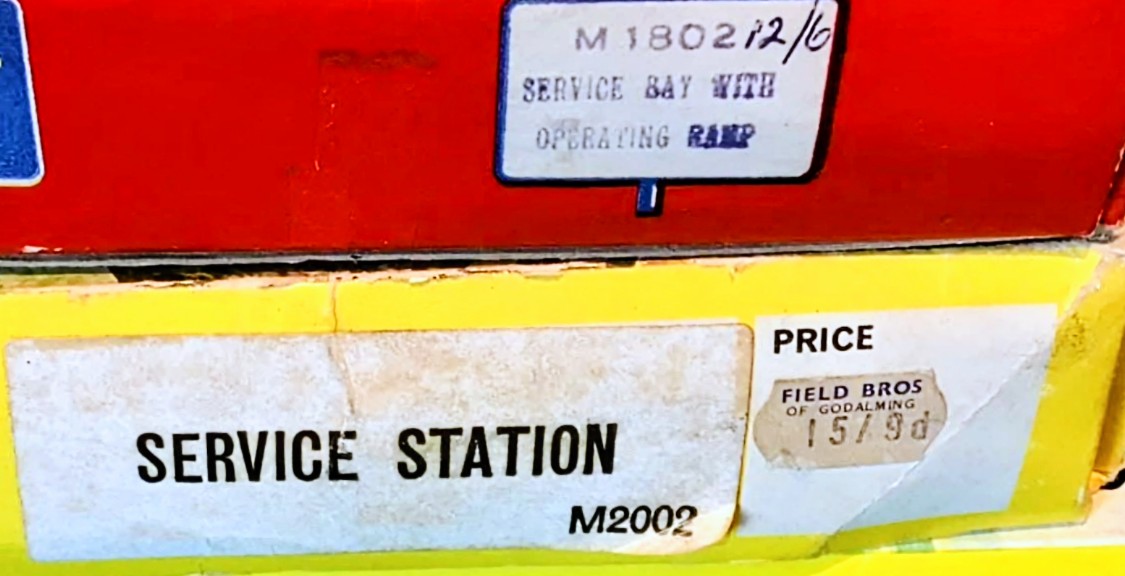 M 1802 12/6
SERVICE BAY WITH
OPERATING RAMP
PRICE
FIELD BROS
OF GODALMING
15/9d
SERVICE STATION
M2002